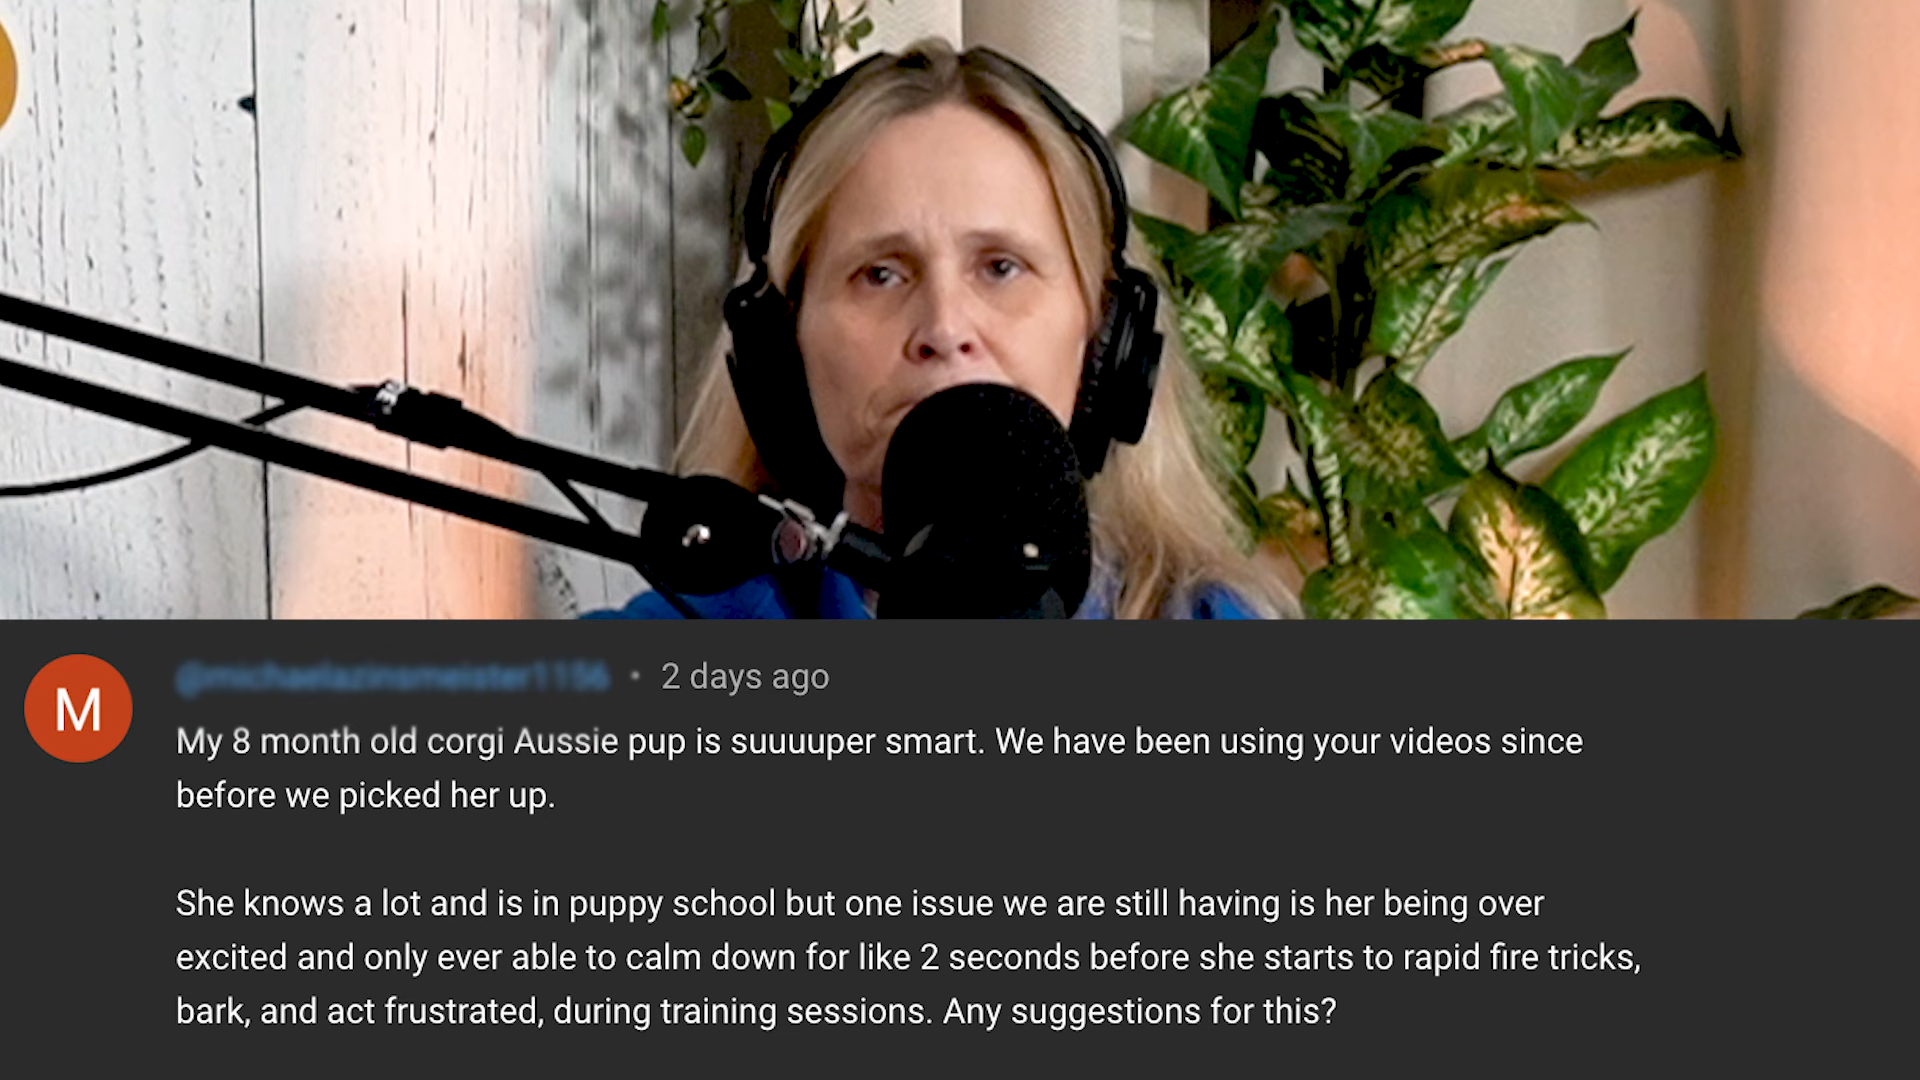 M
• 2 days ago
My 8 month old corgi Aussie pup is suuuuper smart. We have been using your videos since
before we picked her up.
She knows a lot and is in puppy school but one issue we are still having is her being over
excited and only ever able to calm down for like 2 seconds before she starts to rapid fire tricks,
bark, and act frustrated, during training sessions. Any suggestions for this?